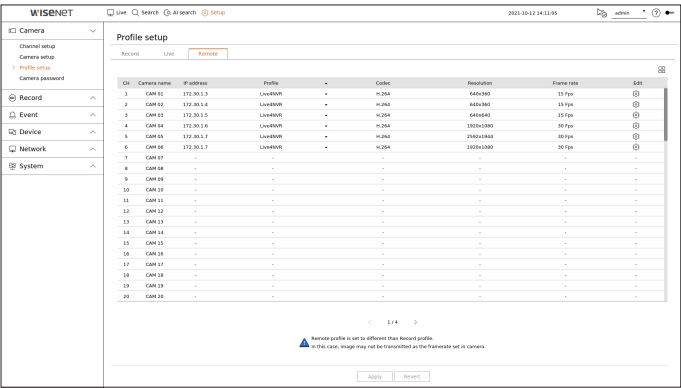 WISENET
Live Search AI search Setup 2021-10-12 14:11:05 admin ?
Camera
Channel setup
Camera setup
> Profile setup
Camera password
Record
Event
Device
Network
System
Profile setup
Record Live Remote
CH Camera name IP address Profile Codec Resolution Frame rate Edit
1 CAM 01 172.30.1.3 Live4NVR H.264 640x360 15 Fps
2 CAM 02 172.30.1.4 Live4NVR H.264 640x360 15 Fps
3 CAM 03 172.30.1.5 Live4NVR H.264 640x640 15 Fps
4 CAM 04 172.30.1.6 Live4NVR H.264 1920x1080 30 Fps
5 CAM 05 172.30.1.7 Live4NVR H.264 2592x1944 30 Fps
6 CAM 06 172.30.1.7 Live4NVR H.264 1920x1080 30 Fps
7 CAM 07 - - - - - -
8 CAM 08 - - - - - -
9 CAM 09 - - - - - -
10 CAM 10 - - - - - -
11 CAM 11 - - - - - -
12 CAM 12 - - - - - -
13 CAM 13 - - - - - -
14 CAM 14 - - - - - -
15 CAM 15 - - - - - -
16 CAM 16 - - - - - -
17 CAM 17 - - - - - -
18 CAM 18 - - - - - -
19 CAM 19 - - - - - -
20 CAM 20 - - - - - -
< 1 / 4 >
Remote profile is set to different than Record profile.
In this case, image may not be transmitted as the framerate set in camera.
Apply Revert